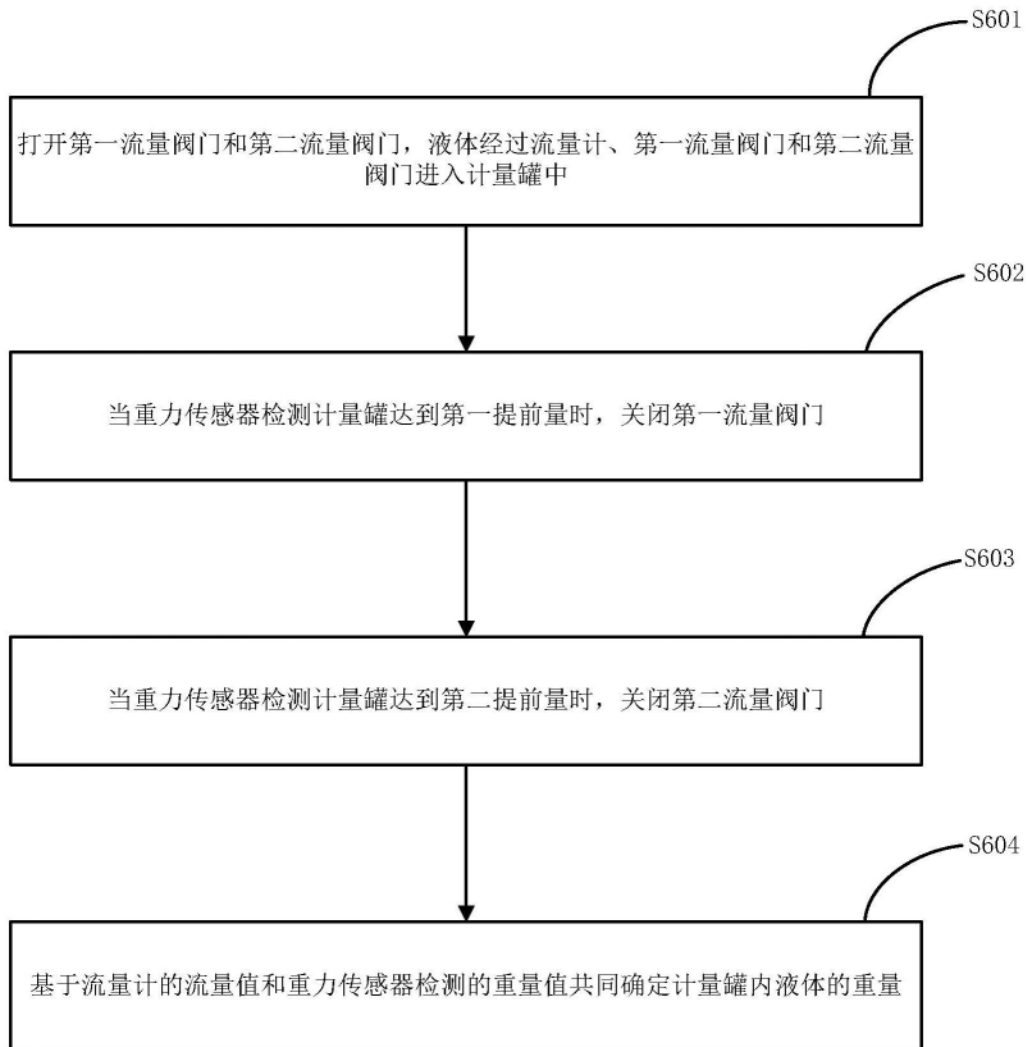 S601
打开第一流量阀门和第二流量阀门，液体经过流量计、第一流量阀门和第二流量
阀门进入计量罐中
S602
当重力传感器检测计量罐达到第一提前量时，关闭第一流量阀门
S603
当重力传感器检测计量罐达到第二提前量时，关闭第二流量阀门
S604
基于流量计的流量值和重力传感器检测的重量值共同确定计量罐内液体的重量